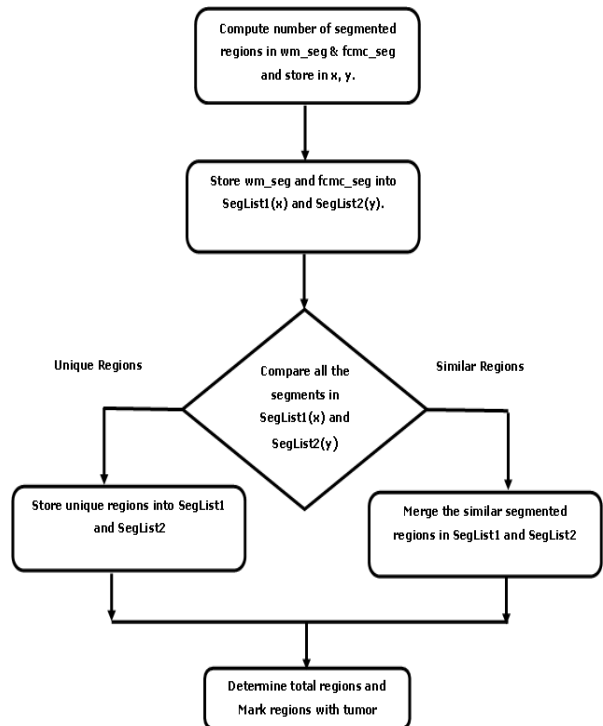 Compute number of segmented
regions in wm_seg & fcmc_seg
and store in x, y.
Store wm_seg and fcmc_seg into
SegList1(x) and SegList2(y).
Unique Regions
Similar Regions
Compare all the
segments in
SegList1(x) and
SegList2(y)
Store unique regions into SegList1
and SegList2
Merge the similar segmented
regions in SegList1 and SegList2
Determine total regions and
Mark regions with tumor